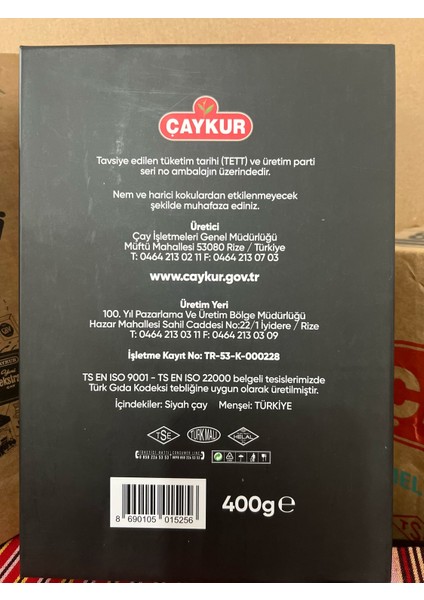 ÇAYKUR
Tavsiye edilen tüketim tarihi (TETT) ve üretim parti
seri no ambalajın üzerindedir.
Nem ve harici kokulardan etkilenmeyecek
şekilde muhafaza ediniz.
Üretici
Çay İşletmeleri Genel Müdürlüğü
Müftü Mahallesi 53080 Rize / Türkiye
T: 0464 213 02 11 F: 0464 213 07 03
www.caykur.gov.tr
Üretim Yeri
100. Yıl Pazarlama Ve Üretim Bölge Müdürlüğü
Hazar Mahallesi Sahil Caddesi No:22/1 İyidere / Rize
T: 0464 213 03 11 F: 0464 213 03 09
İşletme Kayıt No: TR-53-K-000228
TS EN ISO 9001 - TS EN ISO 22000 belgeli tesislerimizde
Türk Gıda Kodeksi tebliğine uygun olarak üretilmiştir.
İçindekiler: Siyah çay Menşei: TÜRKİYE
TSE
TÜRK MALI
HELAL
400g e
8 690105 015256